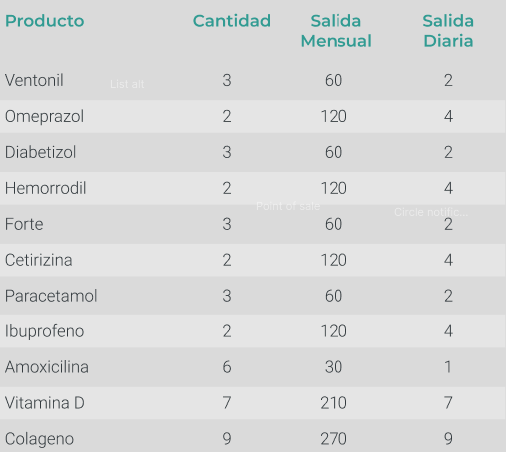 Producto Cantidad Salida Mensual Salida Diaria
Ventonil 3 60 2
List alt
Omeprazol 2 120 4
Diabetizol 3 60 2
Hemorrodil 2 120 4
Point of sale
Circle notific...
Forte 3 60 2
Cetirizina 2 120 4
Paracetamol 3 60 2
Ibuprofeno 2 120 4
Amoxicilina 6 30 1
Vitamina D 7 210 7
Colageno 9 270 9